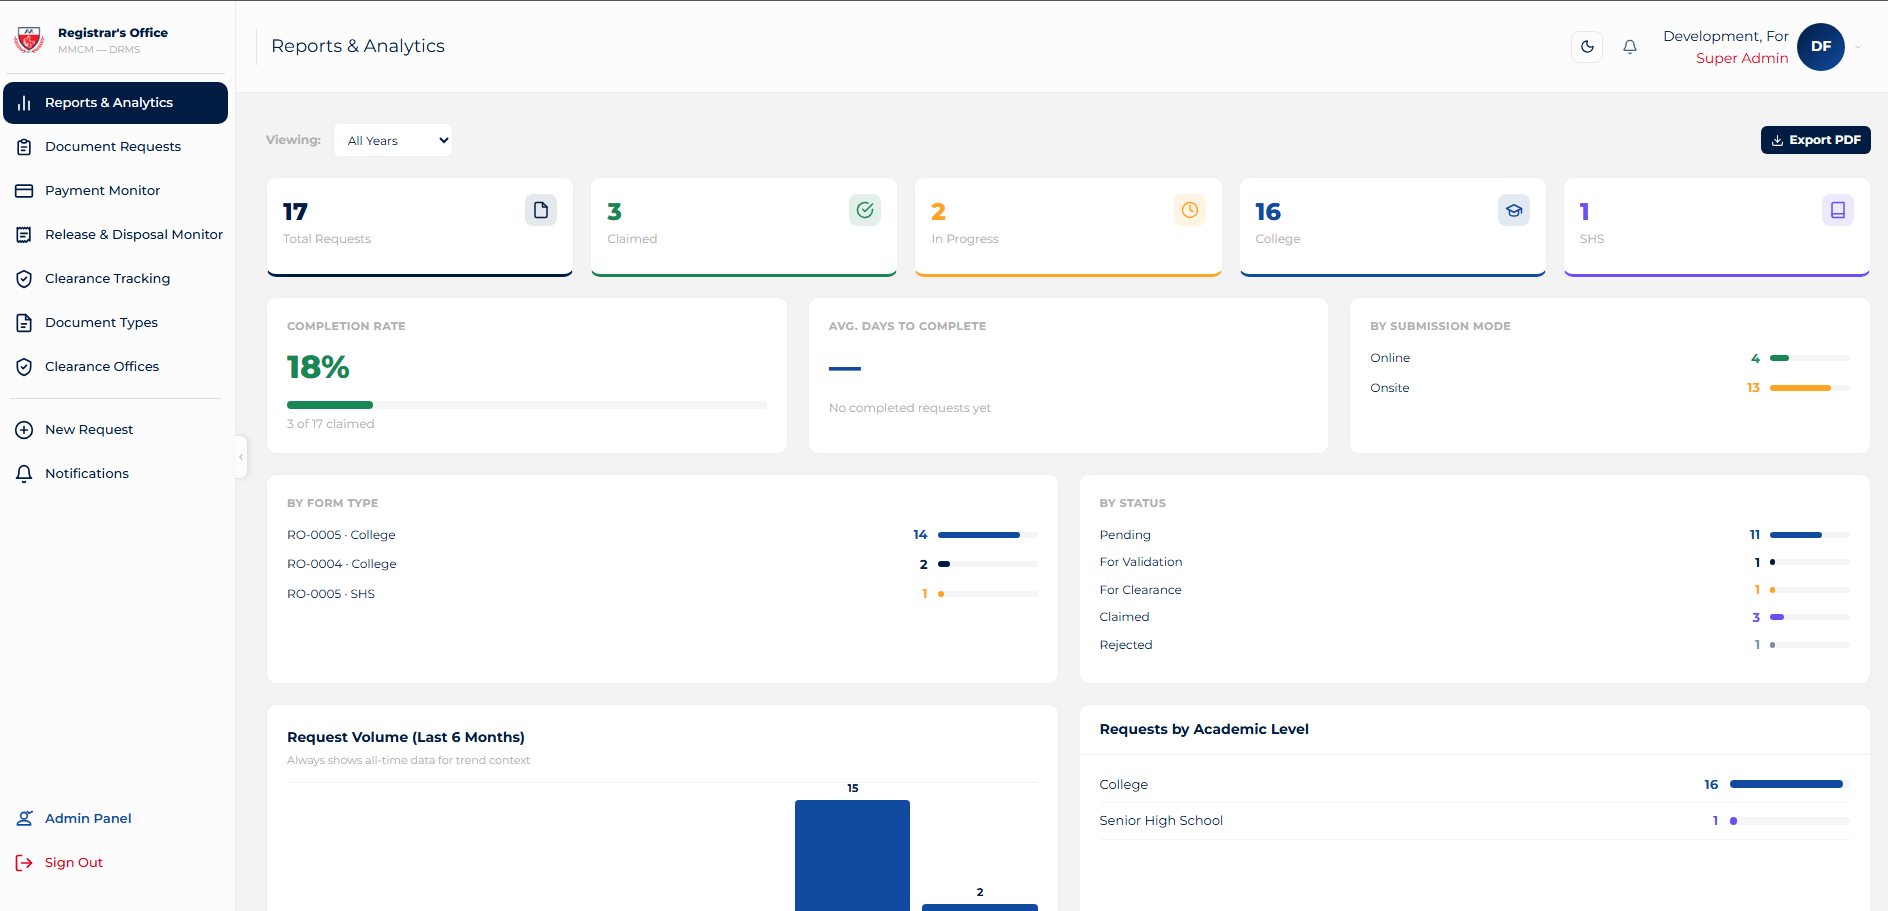 Registrar's Office
MMCM — DRMS
Reports & Analytics
Document Requests
Payment Monitor
Release & Disposal Monitor
Clearance Tracking
Document Types
Clearance Offices
New Request
Notifications
Admin Panel
Sign Out
Reports & Analytics
Development, For
Super Admin
DF
Viewing:
All Years
Export PDF
17
Total Requests
3
Claimed
2
In Progress
16
College
1
SHS
COMPLETION RATE
18%
3 of 17 claimed
AVG. DAYS TO COMPLETE
—
No completed requests yet
BY SUBMISSION MODE
Online 4
Onsite 13
BY FORM TYPE
RO-0005 · College 14
RO-0004 · College 2
RO-0005 · SHS 1
BY STATUS
Pending 11
For Validation 1
For Clearance 1
Claimed 3
Rejected 1
Request Volume (Last 6 Months)
Always shows all-time data for trend context
15
2
Requests by Academic Level
College 16
Senior High School 1